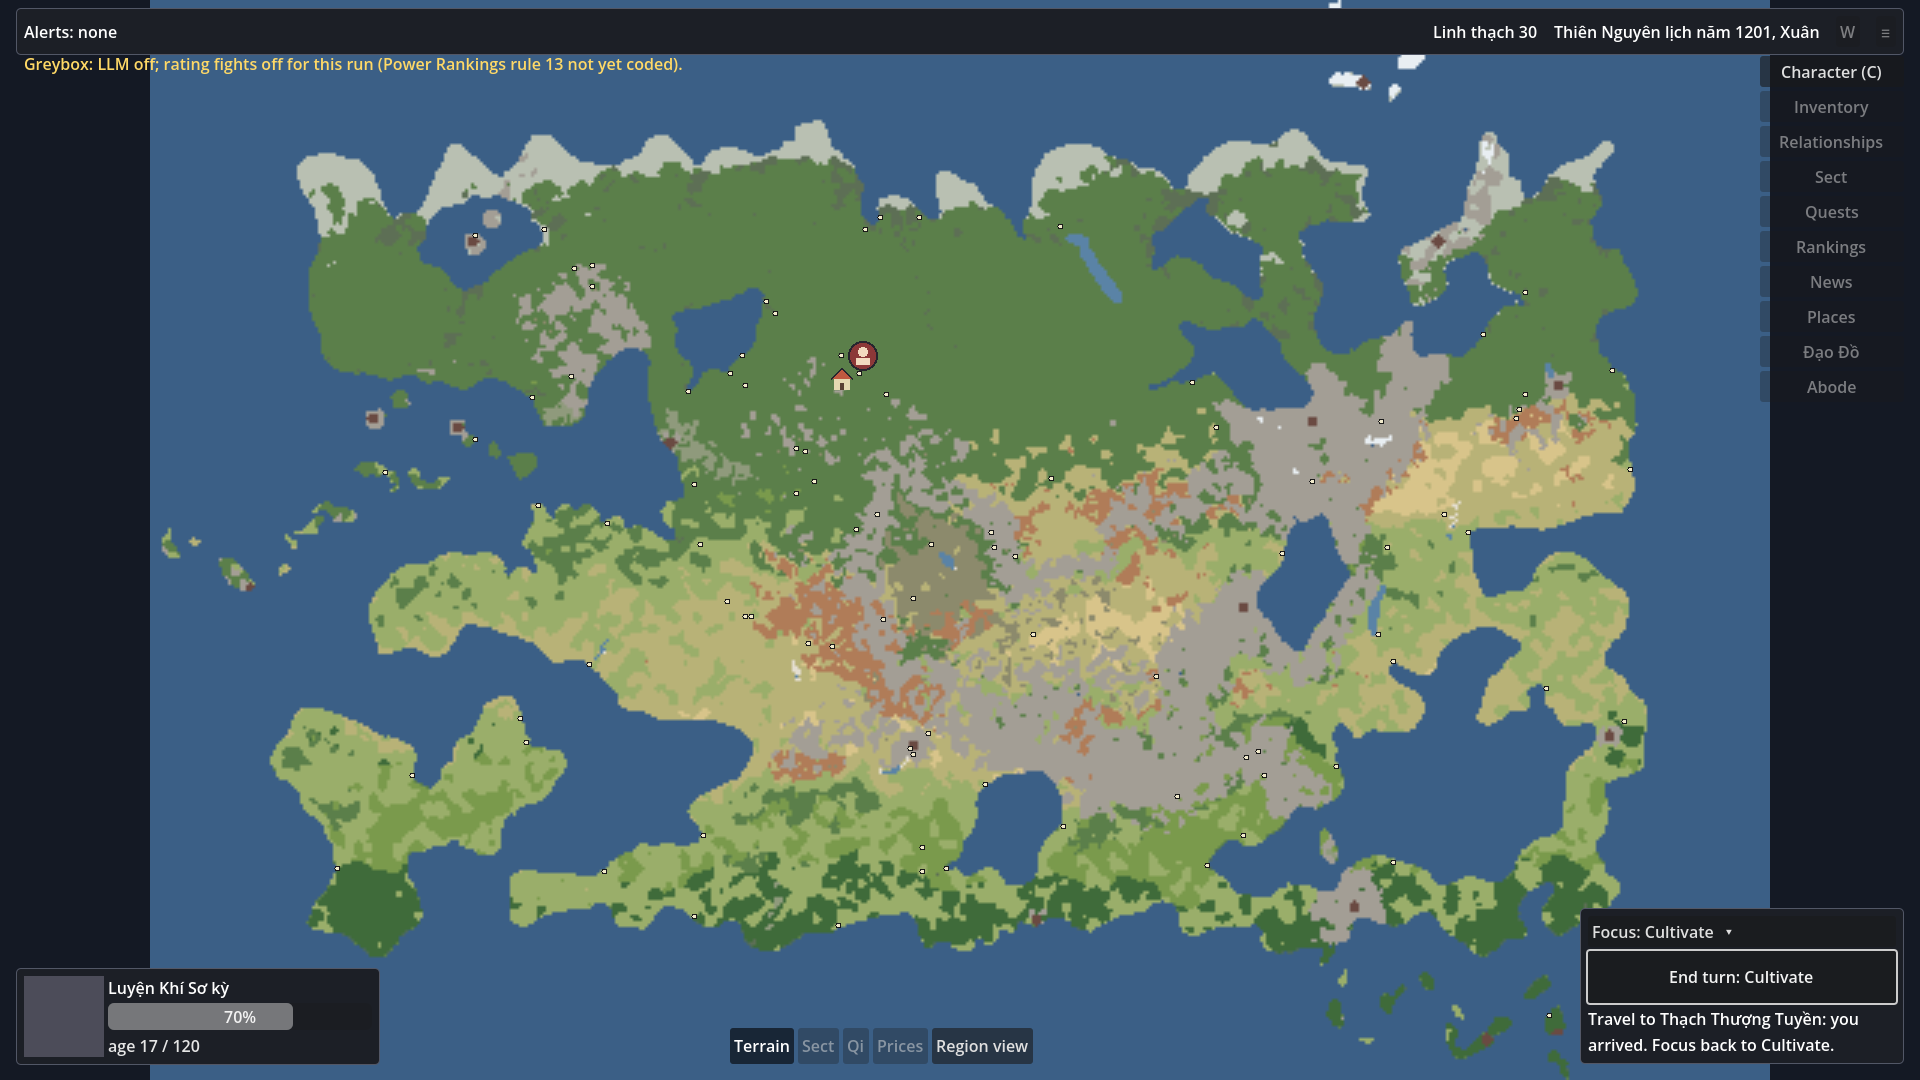 Alerts: none
Linh thạch 30 Thiên Nguyên lịch năm 1201, Xuân W ≡
Greybox: LLM off; rating fights off for this run (Power Rankings rule 13 not yet coded).
Character (C)
Inventory
Relationships
Sect
Quests
Rankings
News
Places
Đạo Đồ
Abode
Focus: Cultivate ▾
End turn: Cultivate
Travel to Thạch Thượng Tuyền: you
arrived. Focus back to Cultivate.
Luyện Khí Sơ kỳ
70%
age 17 / 120
Terrain Sect Qi Prices Region view